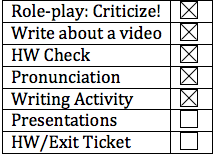 Role-play: Criticize!
Write about a video
HW Check
Pronunciation
Writing Activity
Presentations
HW/Exit Ticket